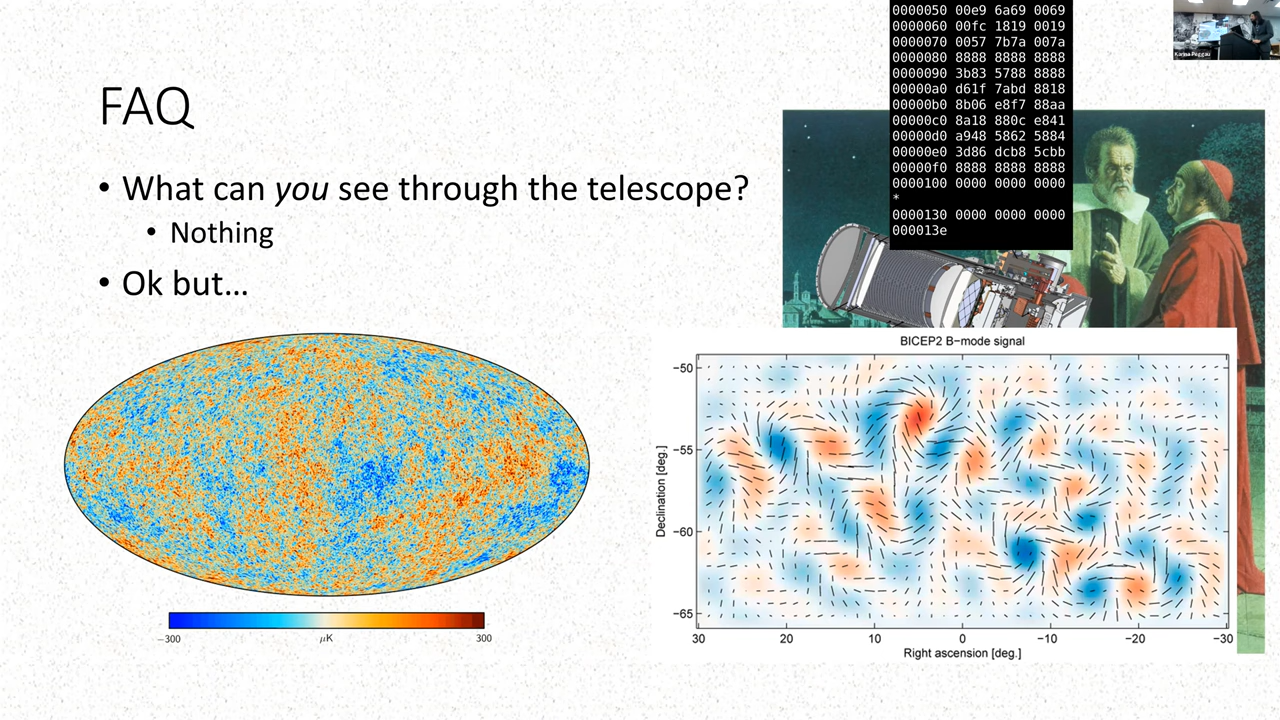 FAQ
• What can you see through the telescope?
• Nothing
• Ok but…
0000050 00e9 6a69 0069
0000060 00fc 1819 0019
0000070 0057 7b7a 007a
0000080 8888 8888 8888
0000090 3b83 5788 8888
00000a0 d61f 7abd 8818
00000b0 8b06 e8f7 88aa
00000c0 8a18 880c e841
00000d0 a948 5862 5884
00000e0 3d86 dcb8 5cbb
00000f0 8888 8888 8888
0000100 0000 0000 0000
*
0000130 0000 0000 0000
000013e
Karina Peggau
−300 μK 300
BICEP2 B−mode signal
−50
−55
−60
−65
Declination [deg.]
30 20 10 0 −10 −20 −30
Right ascension [deg.]